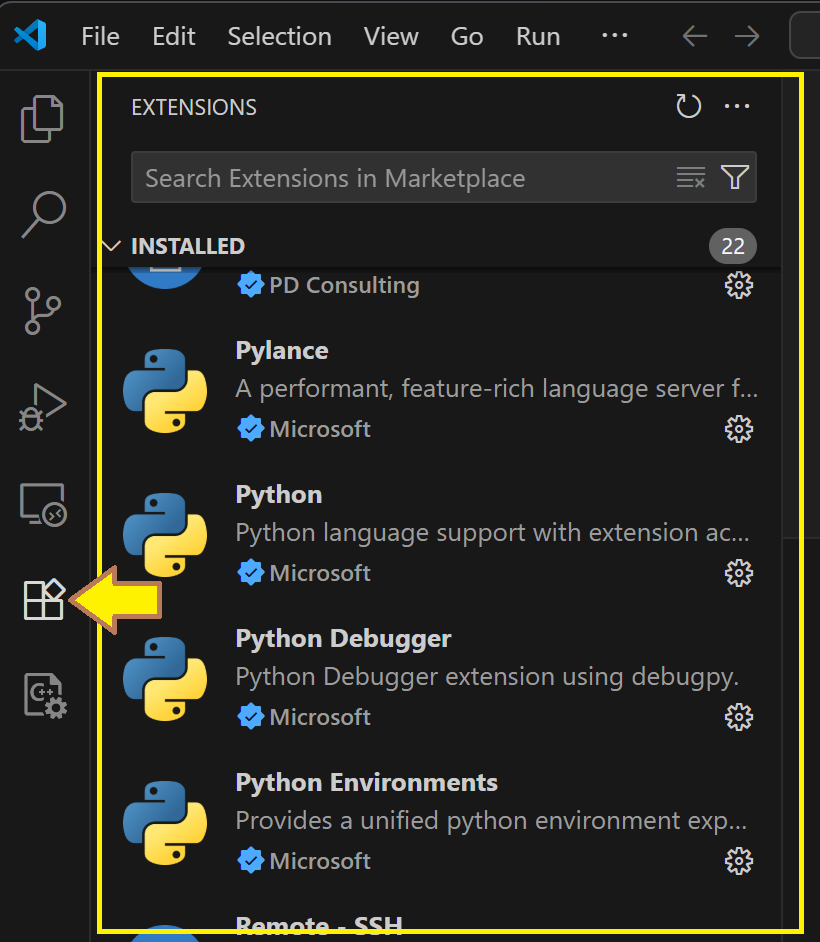 File Edit Selection View Go Run ···
EXTENSIONS ···
Search Extensions in Marketplace
INSTALLED 22
PD Consulting
Pylance
A performant, feature-rich language server f...
Microsoft
Python
Python language support with extension ac...
Microsoft
Python Debugger
Python Debugger extension using debugpy.
Microsoft
C++
Python Environments
Provides a unified python environment exp...
Microsoft
Remote - SSH